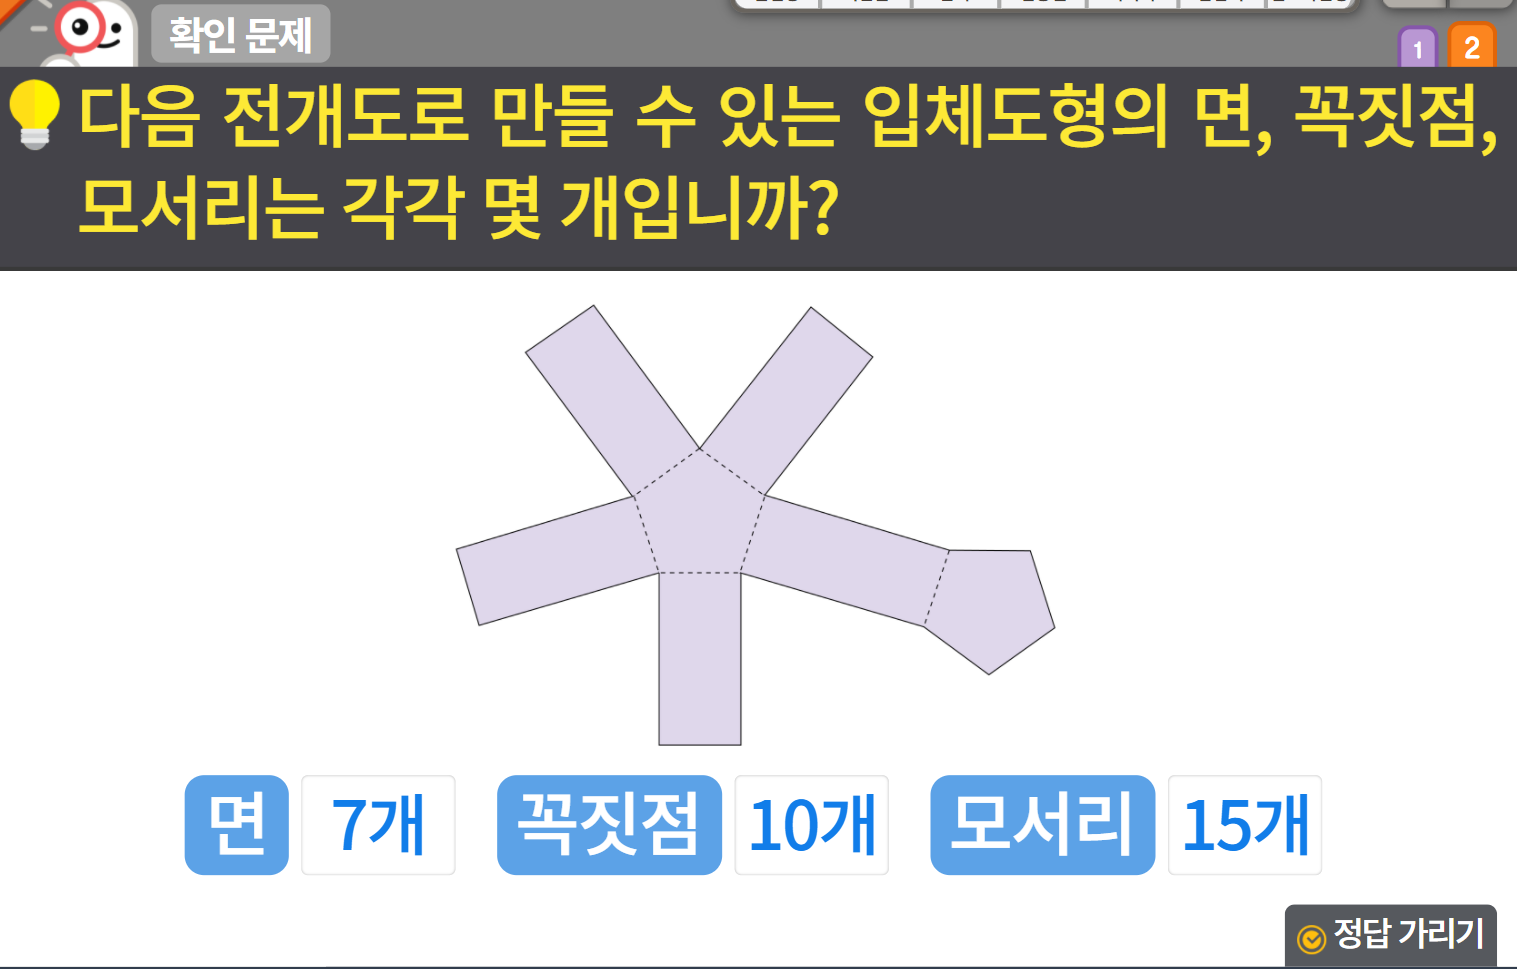 확인 문제
1
2
다음 전개도로 만들 수 있는 입체도형의 면, 꼭짓점,
모서리는 각각 몇 개입니까?
면 7개 꼭짓점 10개 모서리 15개
정답 가리기